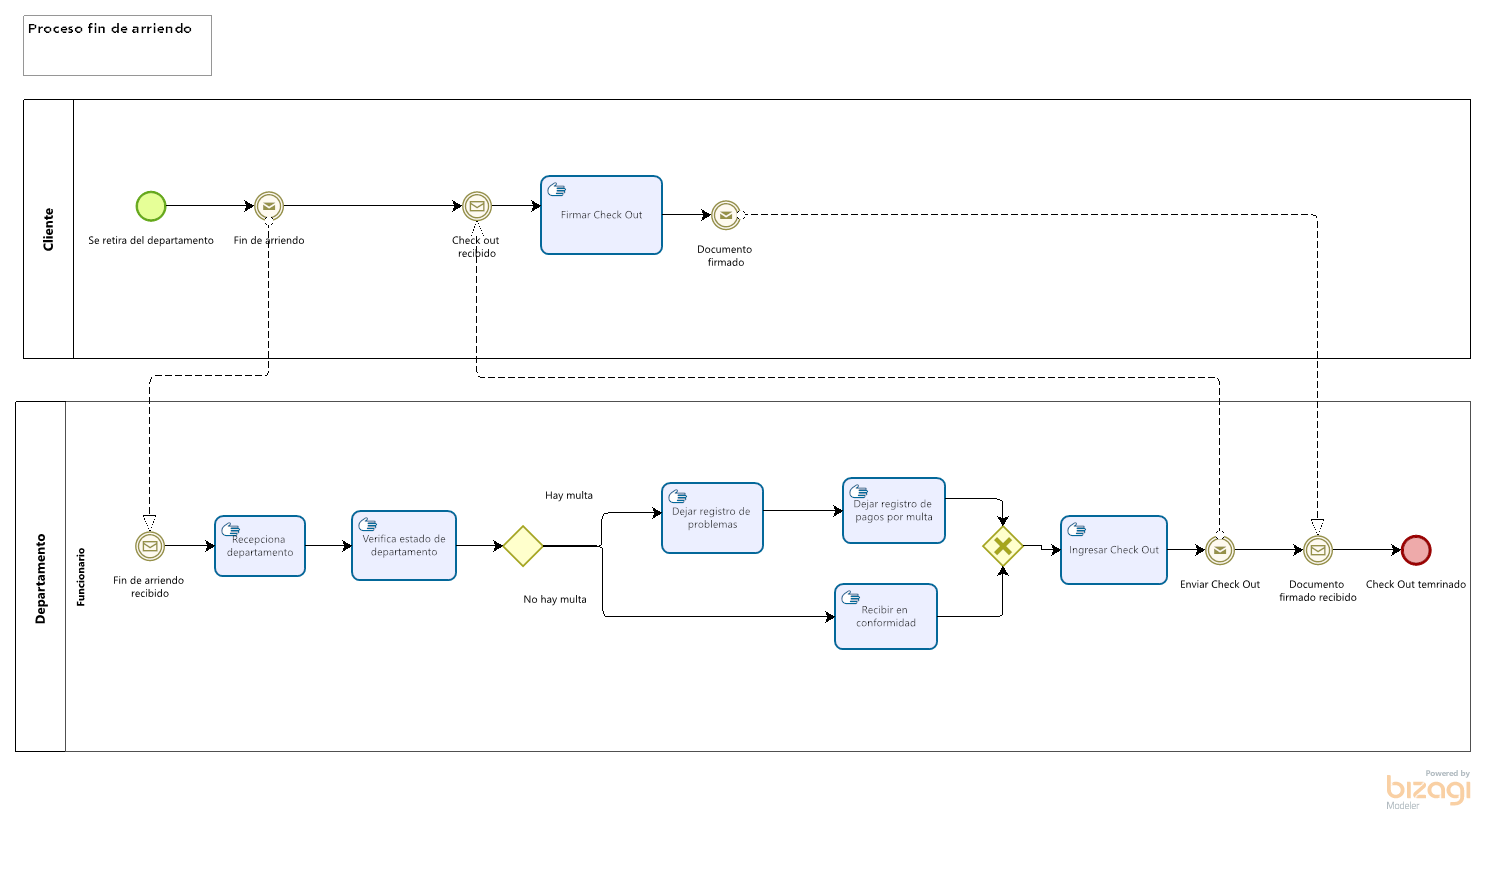 Proceso fin de arriendo
Cliente
Se retira del departamento
Fin de arriendo
Check out
recibido
Firmar Check Out
Documento
firmado
Departamento
Funcionario
Fin de arriendo
recibido
Recepciona
departamento
Verifica estado de
departamento
Hay multa
No hay multa
Dejar registro de
problemas
Dejar registro de
pagos por multa
Recibir en
conformidad
Ingresar Check Out
Enviar Check Out
Documento
firmado recibido
Check Out temrinado
Powered by
bizagi
Modeler